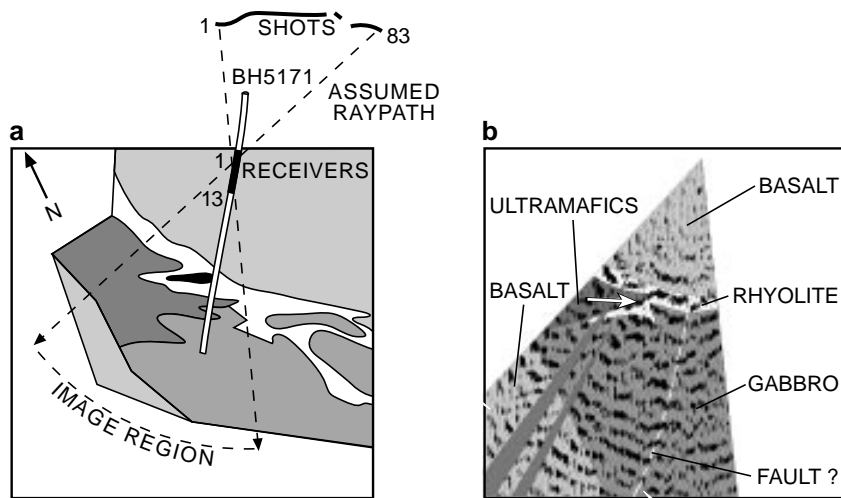 1
SHOTS
83
BH5171
ASSUMED
RAYPATH
a
N
1
RECEIVERS
13
IMAGE REGION
b
BASALT
ULTRAMAFICS
BASALT
RHYOLITE
GABBRO
FAULT ?